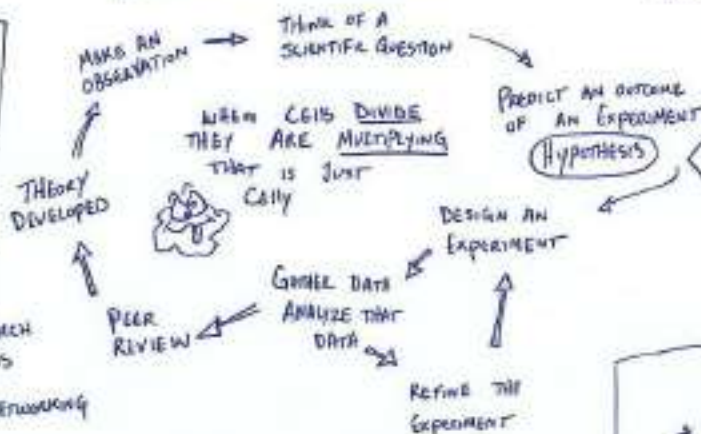 MAKE AN
OBSERVATION
THINK OF A
SCIENTIFIC QUESTION
PREDICT AN OUTCOME
OF AN EXPERIMENT
HYPOTHESIS
WHEN CELLS DIVIDE
THEY ARE MULTIPLYING
THAT IS JUST
Celly
THEORY
DEVELOPED
DESIGN AN
EXPERIMENT
GATHER DATA
ANALYZE THAT
DATA
PEER
REVIEW
REFINE THE
EXPERIMENT